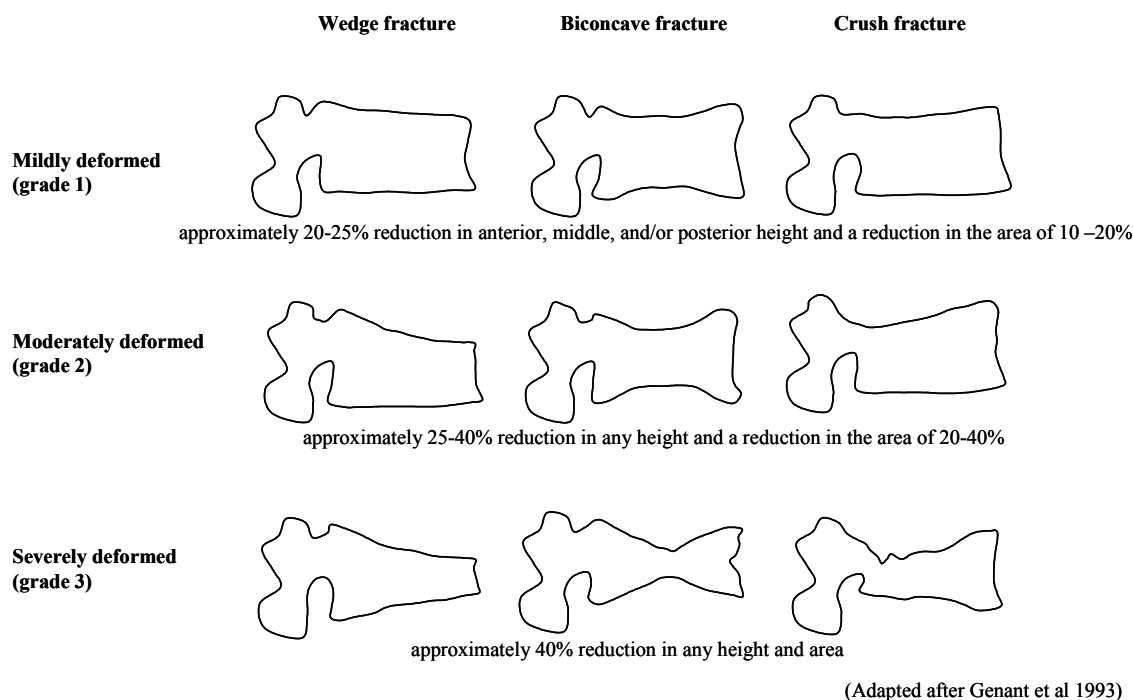 Wedge fracture Biconcave fracture Crush fracture
Mildly deformed
(grade 1)
approximately 20-25% reduction in anterior, middle, and/or posterior height and a reduction in the area of 10 –20%
Moderately deformed
(grade 2)
approximately 25-40% reduction in any height and a reduction in the area of 20-40%
Severely deformed
(grade 3)
approximately 40% reduction in any height and area
(Adapted after Genant et al 1993)